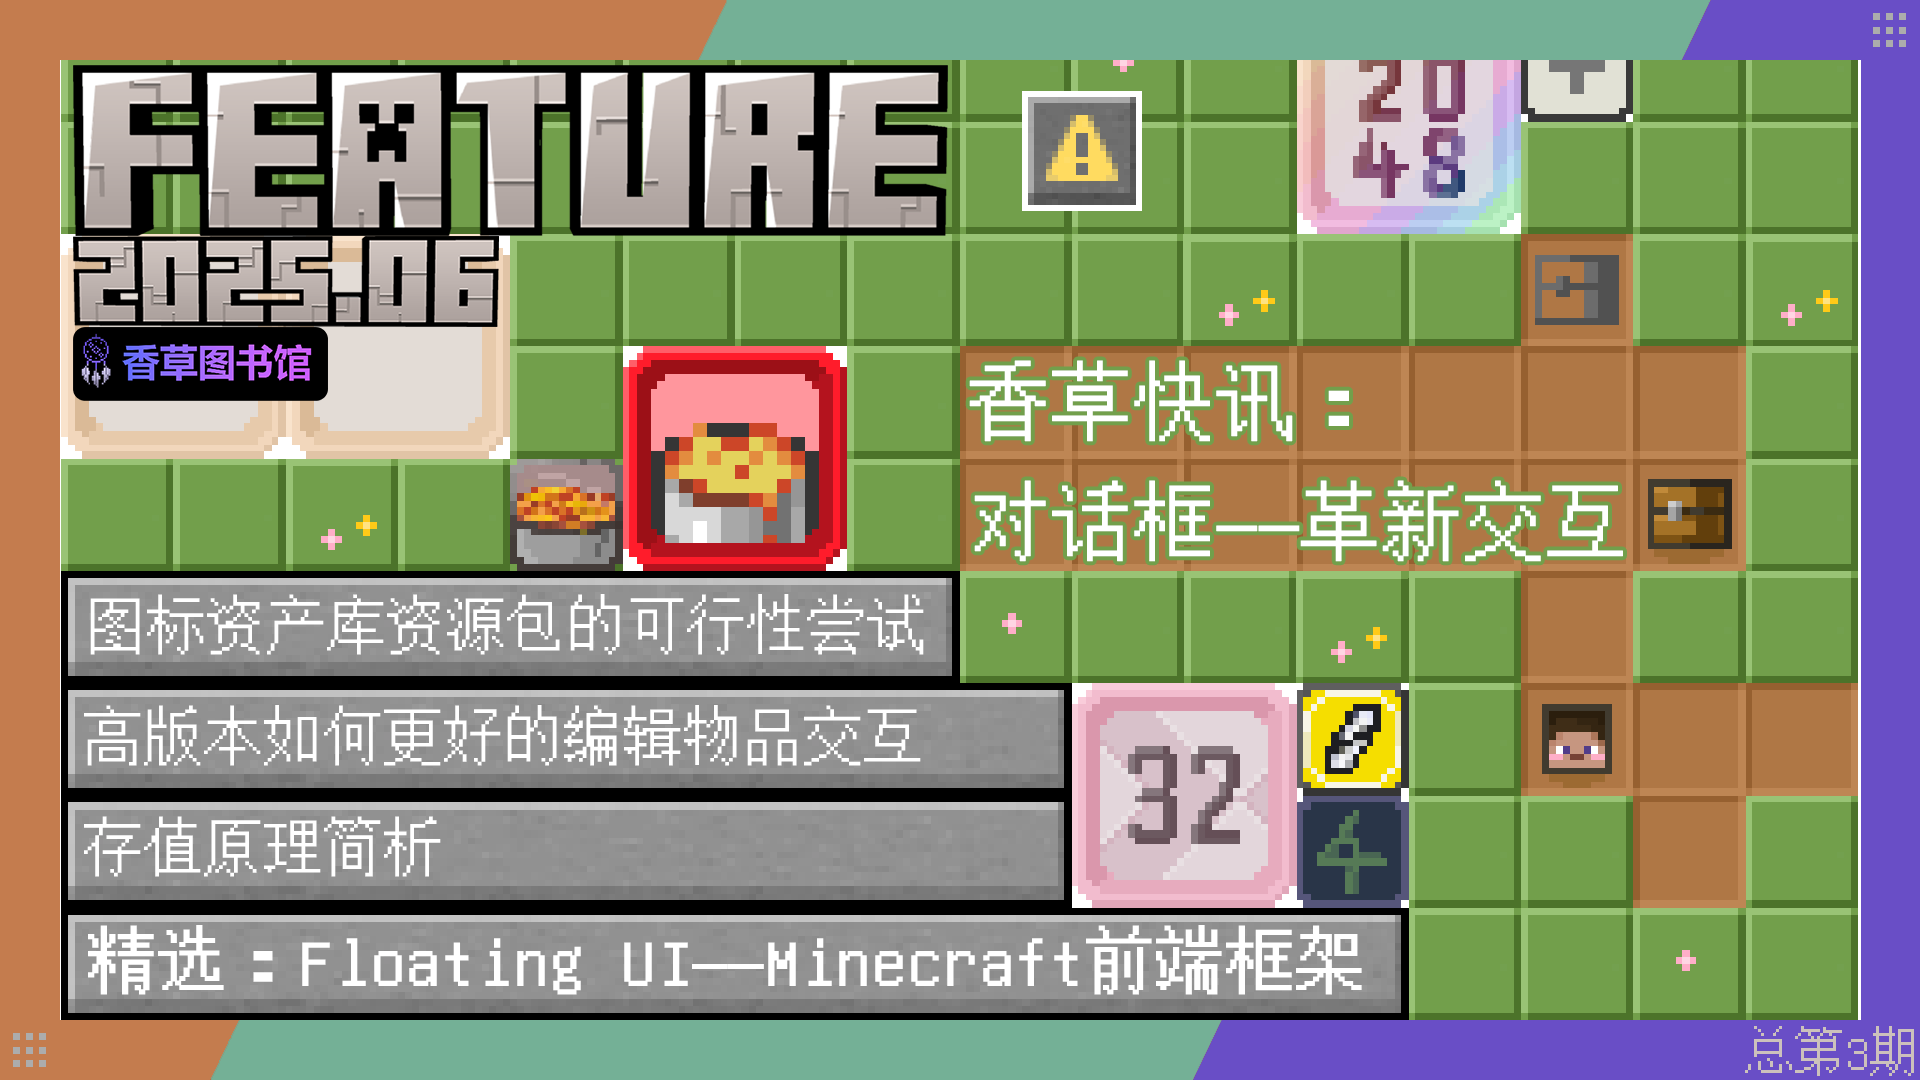 FEATURE
2025.06
香草图书馆
20
48
香草快讯：
对话框——革新交互
图标资产库资源包的可行性尝试
高版本如何更好的编辑物品交互
32
4
存值原理简析
精选：Floating UI——Minecraft前端框架
总第3期